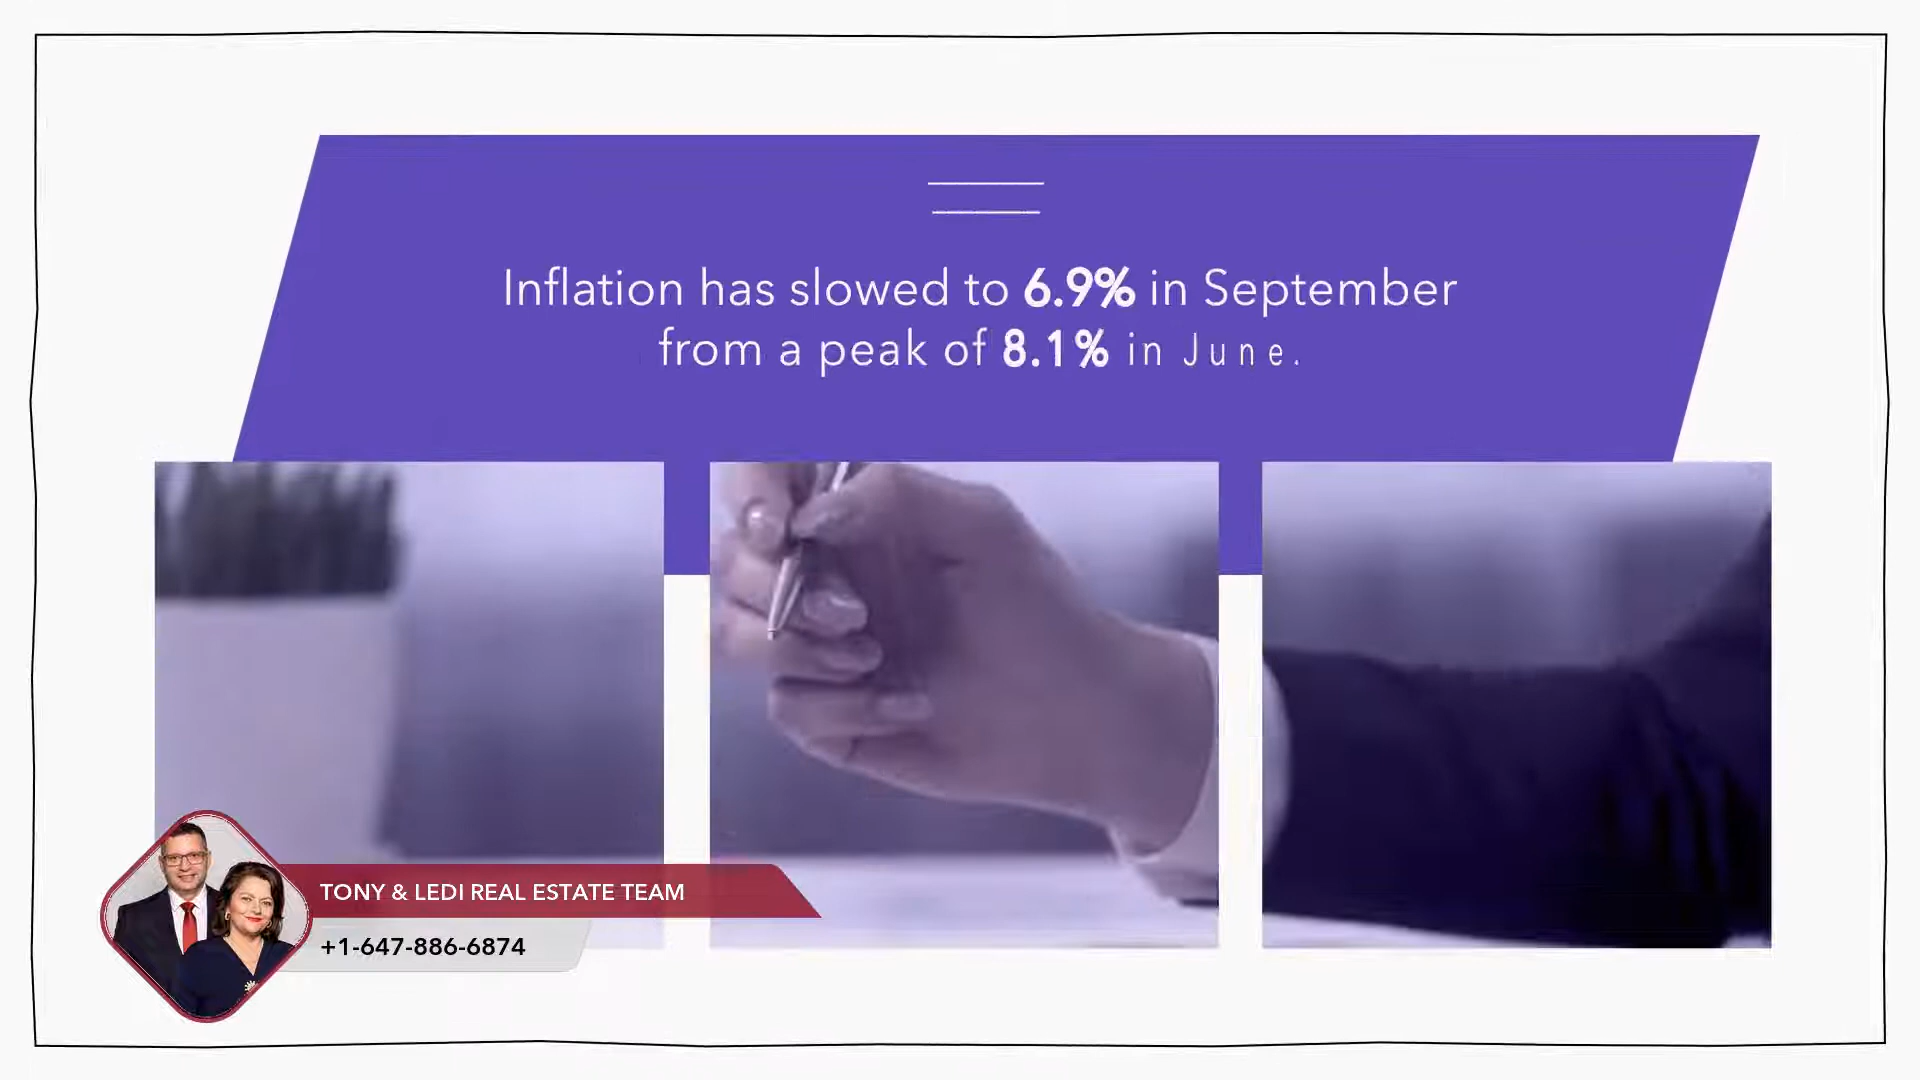 Inflation has slowed to 6.9% in September
from a peak of 8.1% in June.
TONY & LEDI REAL ESTATE TEAM
+1-647-886-6874